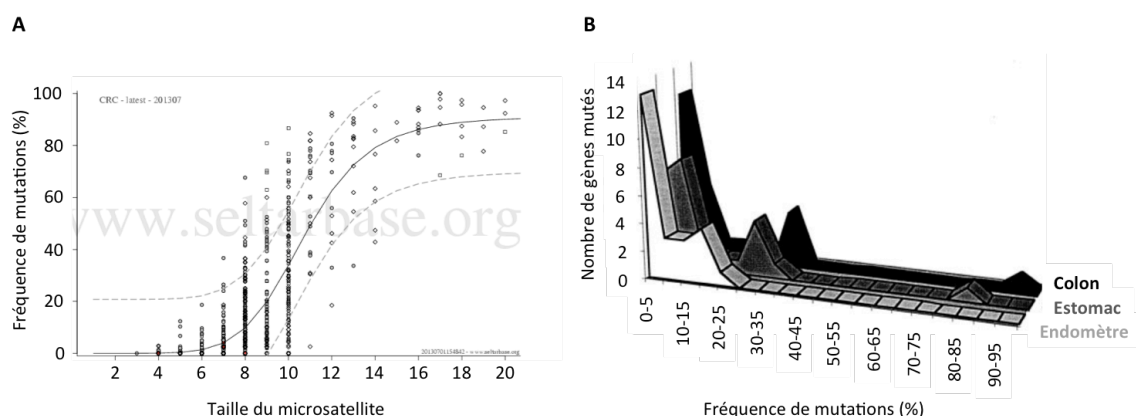 A
B
CRC - latest - 201307
Fréquence de mutations (%)
100
80
60
40
20
0
www.seltarbase.org
2 4 6 8 10 12 14 16 18 20
Taille du microsatellite
Nombre de gènes mutés
14
12
10
8
6
4
2
0
0-5
10-15
20-25
30-35
40-45
50-55
60-65
70-75
80-85
90-95
Colon
Estomac
Endomètre
Fréquence de mutations (%)